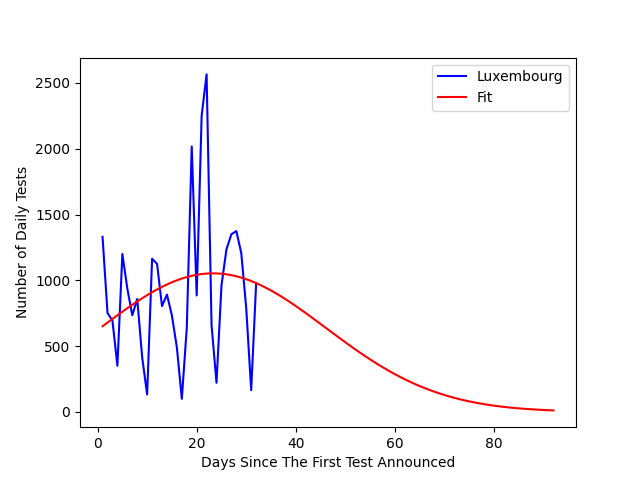 Luxembourg
Fit
2500
2000
1500
1000
500
0
Number of Daily Tests
0 20 40 60 80
Days Since The First Test Announced